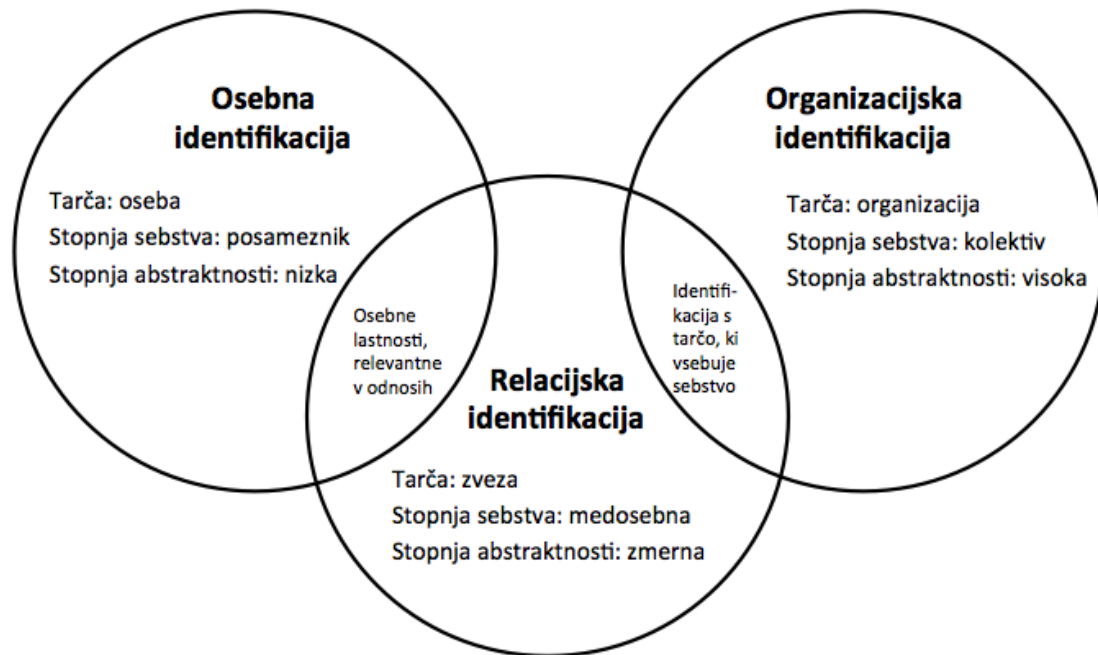 Osebna
identifikacija
Tarča: oseba
Stopnja sebstva: posameznik
Stopnja abstraktnosti: nizka
Osebne
lastnosti,
relevantne
v odnosih
Relacijska
identifikacija
Tarča: zveza
Stopnja sebstva: medosebna
Stopnja abstraktnosti: zmerna
Identifi-
kacija s
tarčo, ki
vsebuje
sebstvo
Organizacijska
identifikacija
Tarča: organizacija
Stopnja sebstva: kolektiv
Stopnja abstraktnosti: visoka